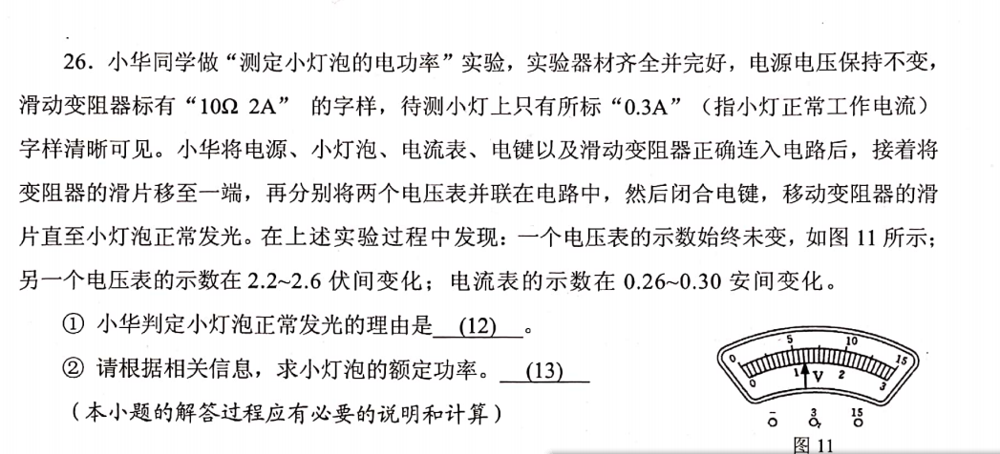 26．小华同学做“测定小灯泡的电功率”实验，实验器材齐全并完好，电源电压保持不变，
滑动变阻器标有“10Ω 2A” 的字样，待测小灯上只有所标“0.3A”（指小灯正常工作电流）
字样清晰可见。小华将电源、小灯泡、电流表、电键以及滑动变阻器正确连入电路后，接着将
变阻器的滑片移至一端，再分别将两个电压表并联在电路中，然后闭合电键，移动变阻器的滑
片直至小灯泡正常发光。在上述实验过程中发现：一个电压表的示数始终未变，如图 11 所示；
另一个电压表的示数在 2.2~2.6 伏间变化；电流表的示数在 0.26~0.30 安间变化。
① 小华判定小灯泡正常发光的理由是 (12) 。
② 请根据相关信息，求小灯泡的额定功率。 (13)
（本小题的解答过程应有必要的说明和计算）
0 5 10 15
0 1 2 3
V
- 3 15
图 11